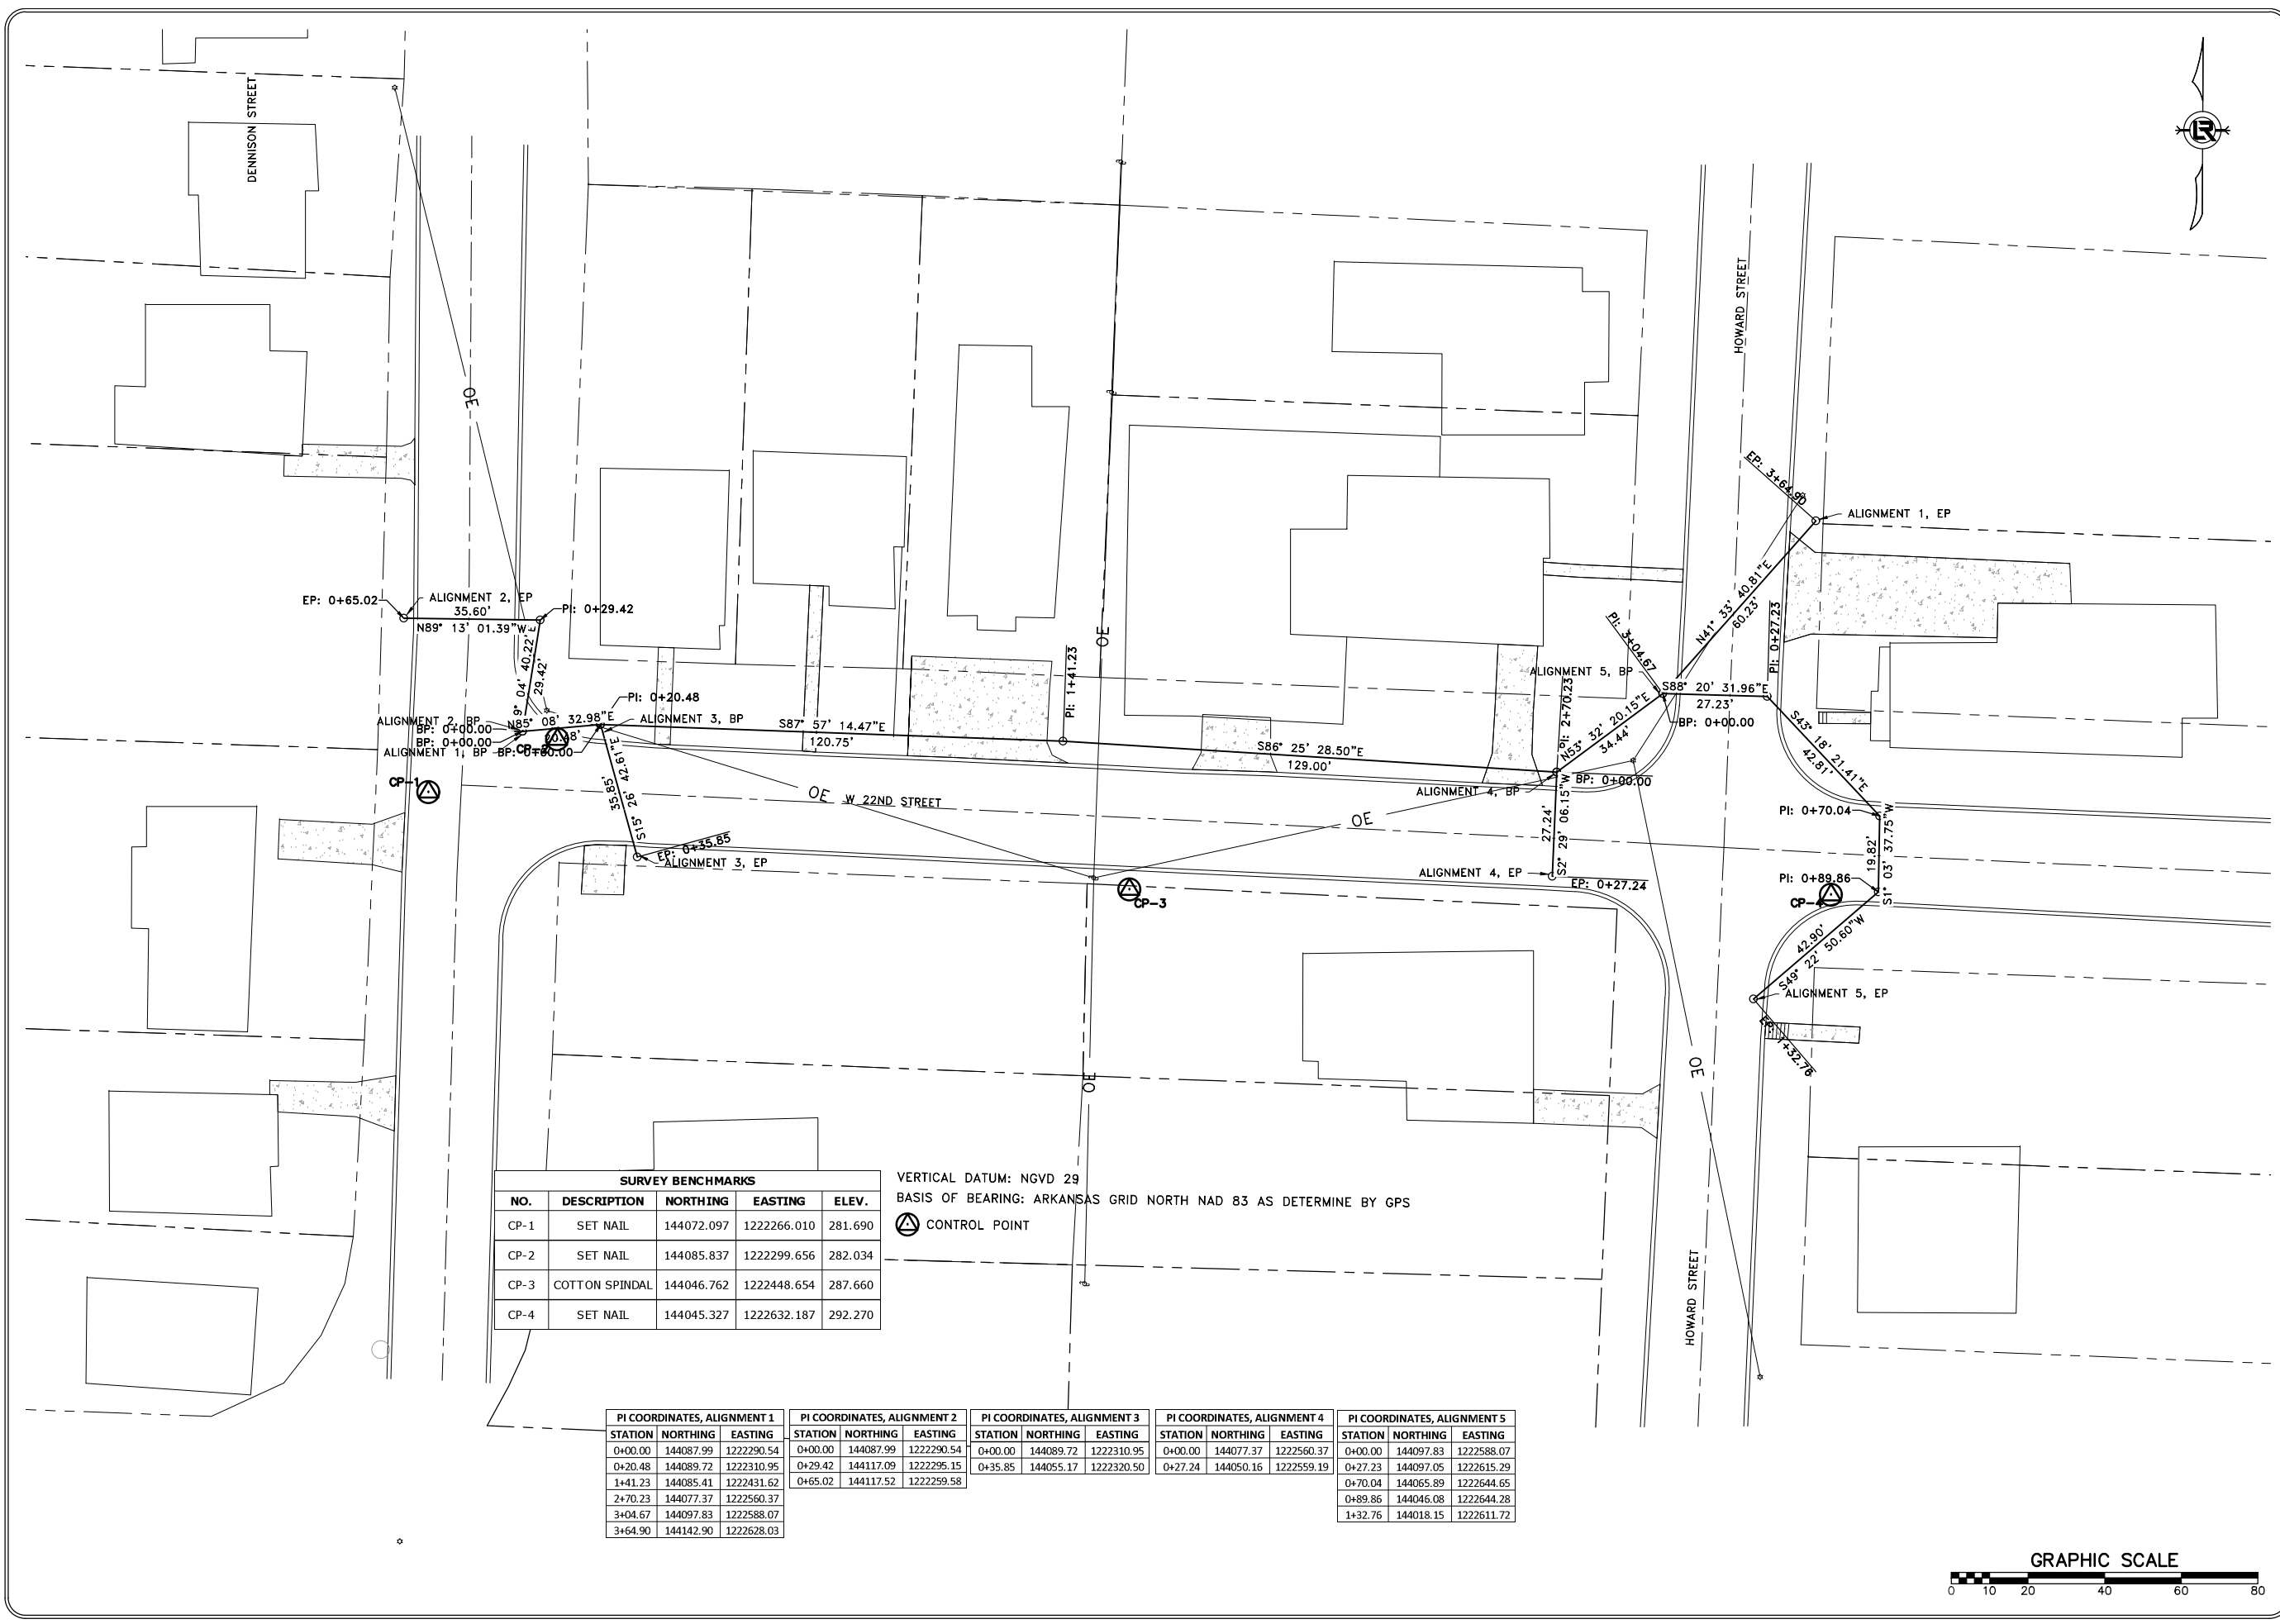 DENNISON STREET
OE
HOWARD STREET
EP: 3+64.90
ALIGNMENT 1, EP
N41° 33' 40.81"E
60.23'
EP: 0+65.02
ALIGNMENT 2, EP
35.60'
N89° 13' 01.39"W
PI: 0+29.42
29.42'
PI: 0+20.48
N85° 08' 32.98"E
ALIGNMENT 3, BP
ALIGNMENT 2, BP
BP: 0+00.00
BP: 0+00.00
ALIGNMENT 1, BP
BP: 0+00.00
S87° 57' 14.47"E
120.75'
PI: 1+41.23
OE
S86° 25' 28.50"E
129.00'
PI: 3+04.67
ALIGNMENT 5, BP
PI: 2+70.23
N53° 32' 20.15"E
34.44'
S88° 20' 31.96"E
27.23'
PI: 0+27.23
BP: 0+00.00
S43° 18' 21.41"E
42.81'
CP-1
S15° 26' 42.61"E
35.85'
OE
W 22ND STREET
OE
ALIGNMENT 4, BP
BP: 0+00.00
27.24'
S2° 29' 06.15"W
PI: 0+70.04
19.82'
S1° 03' 37.75"W
EP: 0+35.85
ALIGNMENT 3, EP
CP-3
ALIGNMENT 4, EP
EP: 0+27.24
PI: 0+89.86
CP-4
42.90'
S49° 22' 50.60"W
ALIGNMENT 5, EP
EP: 1+32.76
OE
OE
HOWARD STREET
SURVEY BENCHMARKS
NO. DESCRIPTION NORTHING EASTING ELEV.
CP-1 SET NAIL 144072.097 1222266.010 281.690
CP-2 SET NAIL 144085.837 1222299.656 282.034
CP-3 COTTON SPINDAL 144046.762 1222448.654 287.660
CP-4 SET NAIL 144045.327 1222632.187 292.270
VERTICAL DATUM: NGVD 29
BASIS OF BEARING: ARKANSAS GRID NORTH NAD 83 AS DETERMINE BY GPS
CONTROL POINT
PI COORDINATES, ALIGNMENT 1
STATION NORTHING EASTING
0+00.00 144087.99 1222290.54
0+20.48 144089.72 1222310.95
1+41.23 144085.41 1222431.62
2+70.23 144077.37 1222560.37
3+04.67 144097.83 1222588.07
3+64.90 144142.90 1222628.03
PI COORDINATES, ALIGNMENT 2
STATION NORTHING EASTING
0+00.00 144087.99 1222290.54
0+29.42 144117.09 1222295.15
0+65.02 144117.52 1222259.58
PI COORDINATES, ALIGNMENT 3
STATION NORTHING EASTING
0+00.00 144089.72 1222310.95
0+35.85 144055.17 1222320.50
PI COORDINATES, ALIGNMENT 4
STATION NORTHING EASTING
0+00.00 144077.37 1222560.37
0+27.24 144050.16 1222559.19
PI COORDINATES, ALIGNMENT 5
STATION NORTHING EASTING
0+00.00 144097.83 1222588.07
0+27.23 144097.05 1222615.29
0+70.04 144065.89 1222644.65
0+89.86 144046.08 1222644.28
1+32.76 144018.15 1222611.72
GRAPHIC SCALE
0 10 20 40 60 80